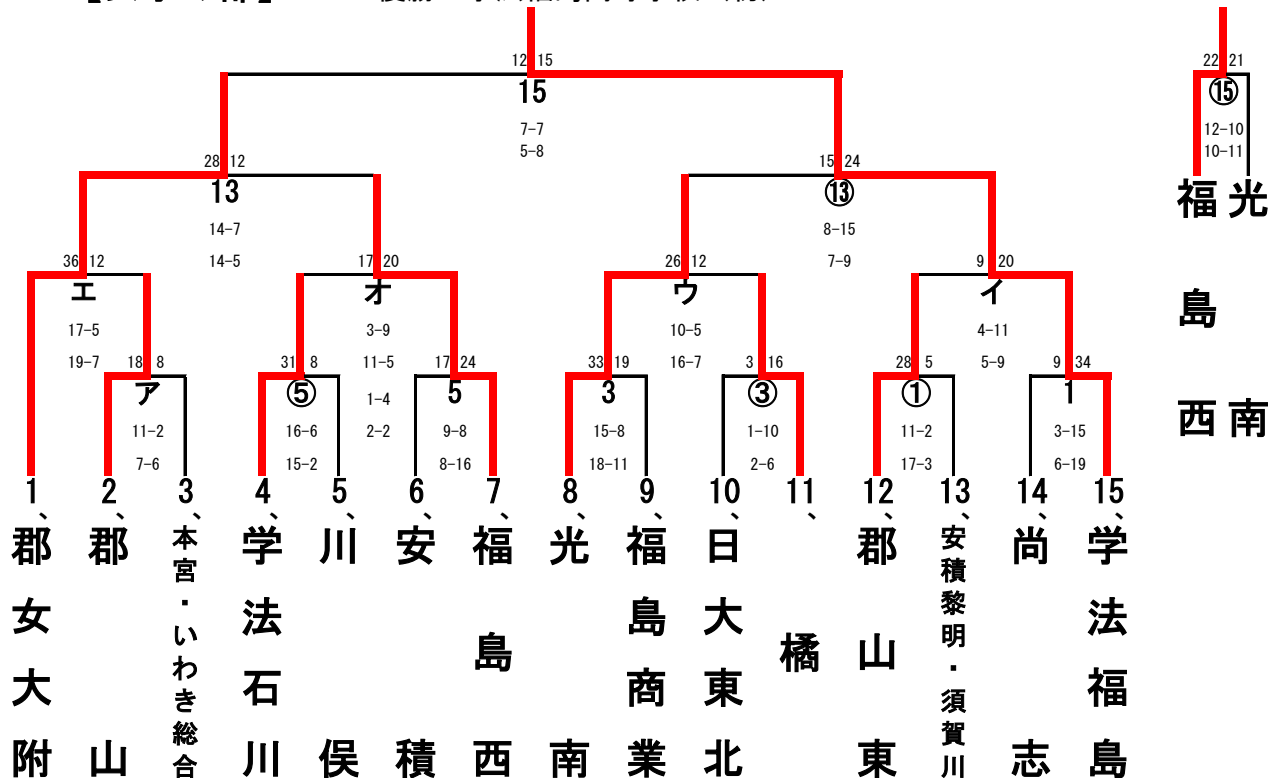 12 15
15
7-7
5-8
22 21
⑮
12-10
10-11
福島西
光南
28 12
13
14-7
14-5
15 24
⑬
8-15
7-9
36 12
エ
17-5
19-7
17 20
オ
3-9
11-5
1-4
2-2
26 12
ウ
10-5
16-7
9 20
イ
4-11
5-9
18 8
ア
11-2
7-6
31 8
⑤
16-6
15-2
17 24
5
9-8
8-16
33 19
3
15-8
18-11
3 16
③
1-10
2-6
28 5
①
11-2
17-3
9 34
1
3-15
6-19
1、郡女大附
2、郡山
3、本宮・いわき総合
4、学法石川
5、川俣
6、安積
7、福島西
8、光南
9、福島商業
10、日大東北
11、橘
12、郡山東
13、安積黎明・須賀川
14、尚志
15、学法福島